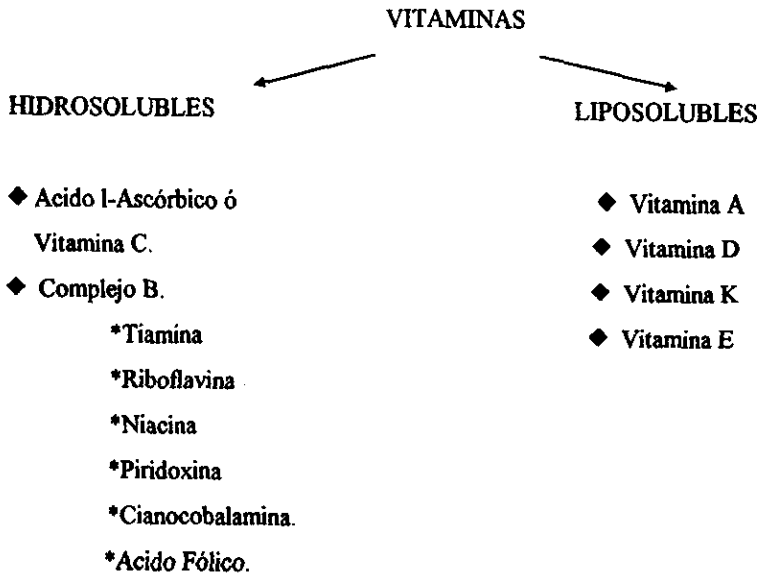 VITAMINAS
HIDROSOLUBLES
◆ Acido l-Ascórbico ó
Vitamina C.
◆ Complejo B.
*Tiamina
*Riboflavina
*Niacina
*Piridoxina
*Cianocobalamina.
*Acido Fólico.
LIPOSOLUBLES
◆ Vitamina A
◆ Vitamina D
◆ Vitamina K
◆ Vitamina E